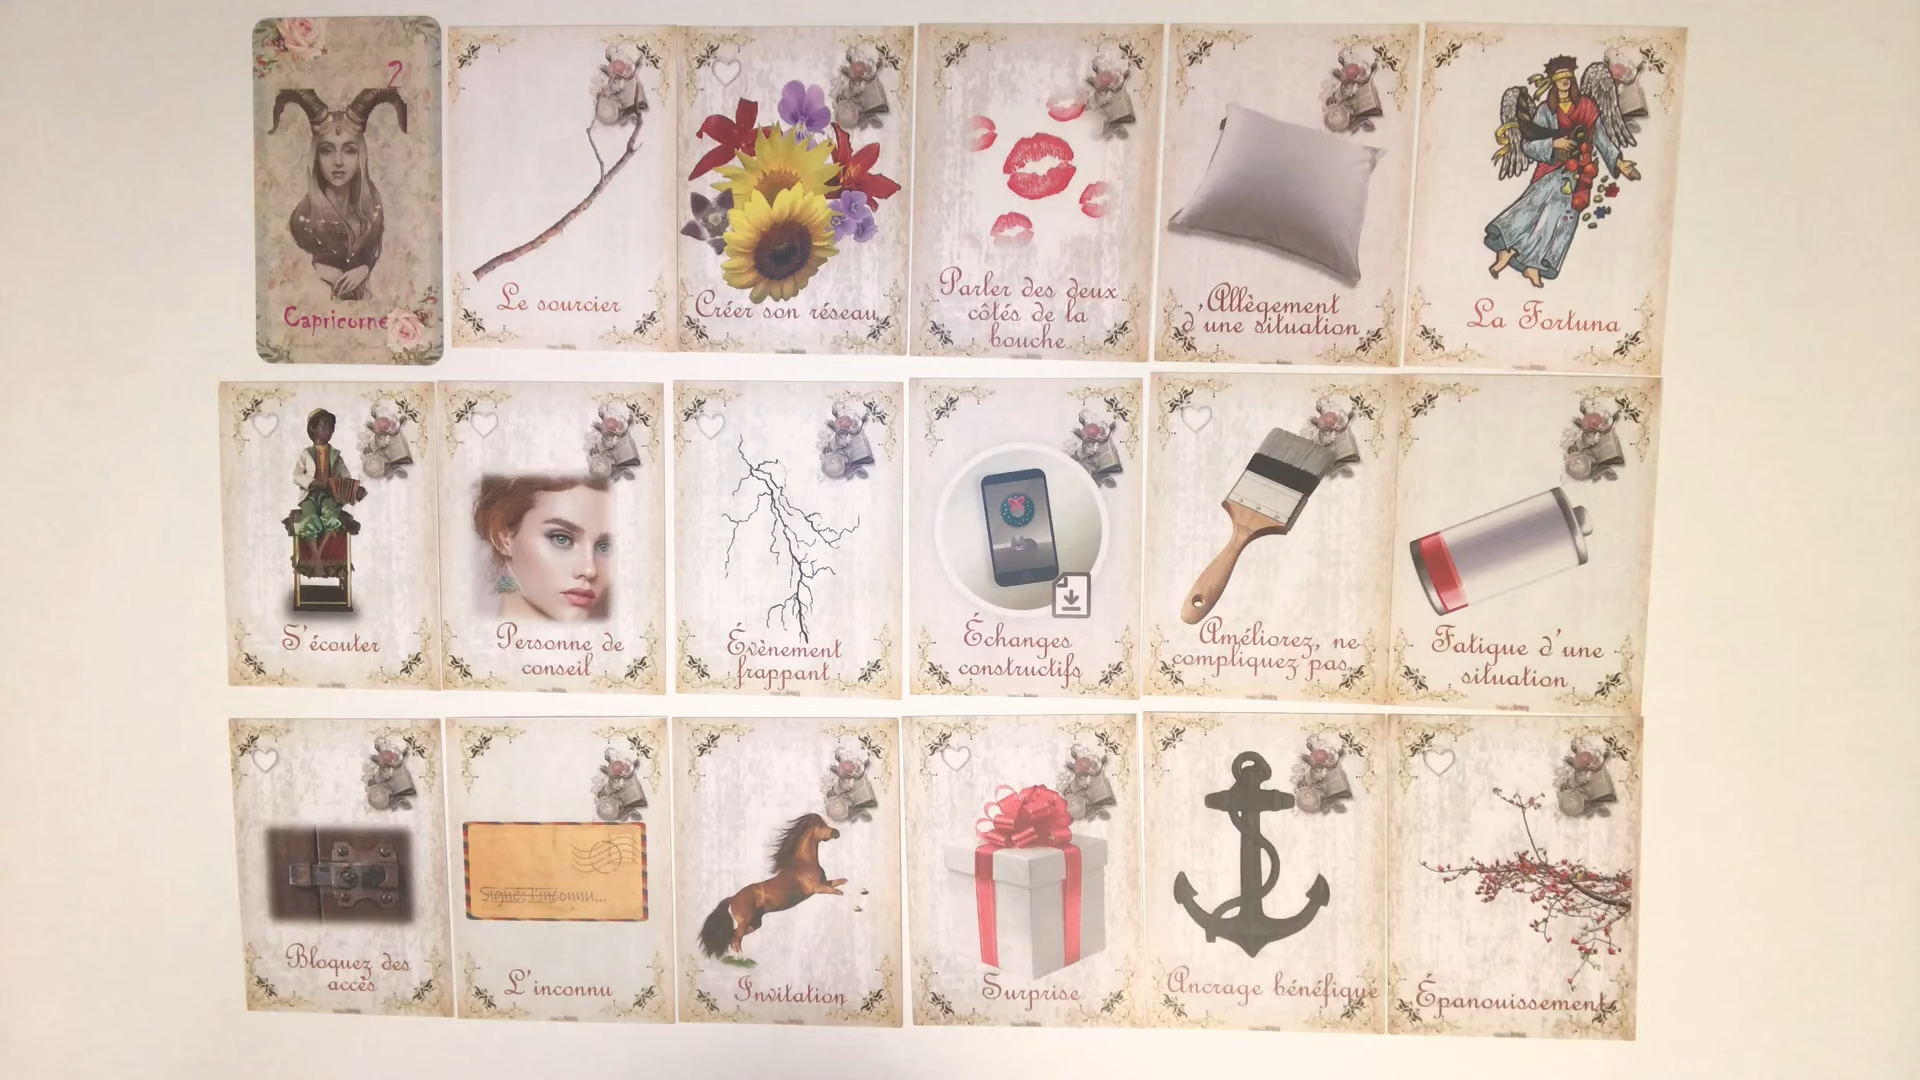 2
Capricorne
Le sourcier
Créer son réseau
Parler des deux
côtés de la
bouche
Allègement
d'une situation
La Fortuna
S'écouter
Personne de
conseil
Évènement
frappant
Échanges
constructifs
Améliorez, ne
compliquez pas
Fatigue d'une
situation
Bloquez des
accès
Signé: l'inconnu...
L'inconnu
Invitation
Surprise
Ancrage bénéfique
Épanouissement